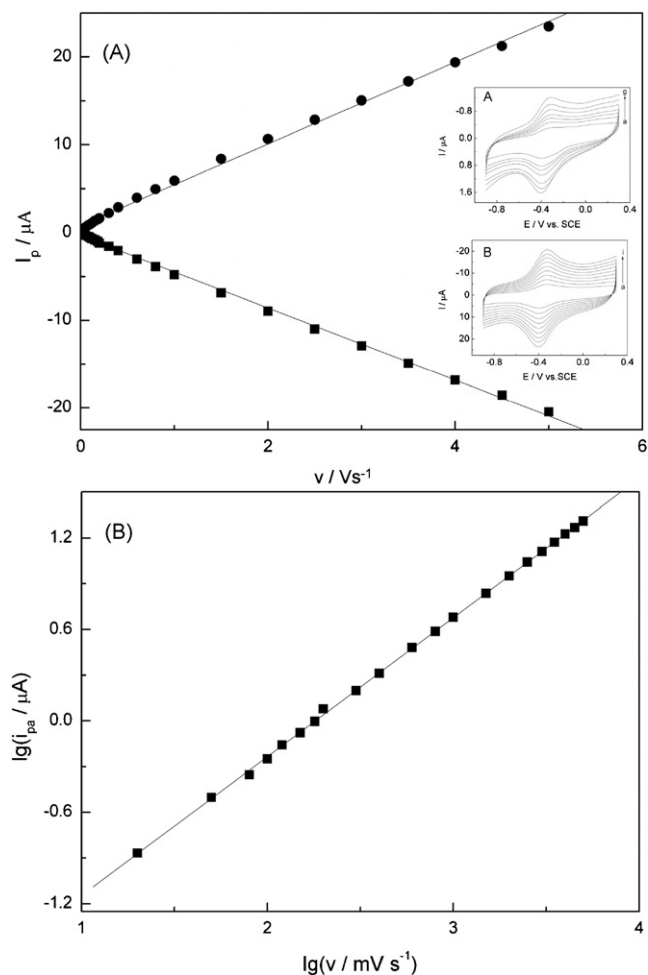 (A)
20
10
0
-10
-20
I_p / μA
0
2
4
6
v / Vs⁻¹
A
g
a
-0.8
0.0
0.8
1.6
I / μA
-0.8
-0.4
0.0
0.4
E / V vs. SCE
B
i
a
-20
-10
0
10
20
I / μA
-0.8
-0.4
0.0
0.4
E / V vs.SCE
(B)
1.2
0.6
0.0
-0.6
-1.2
lg(i_pa / μA)
1
2
3
4
lg(v / mV s⁻¹)